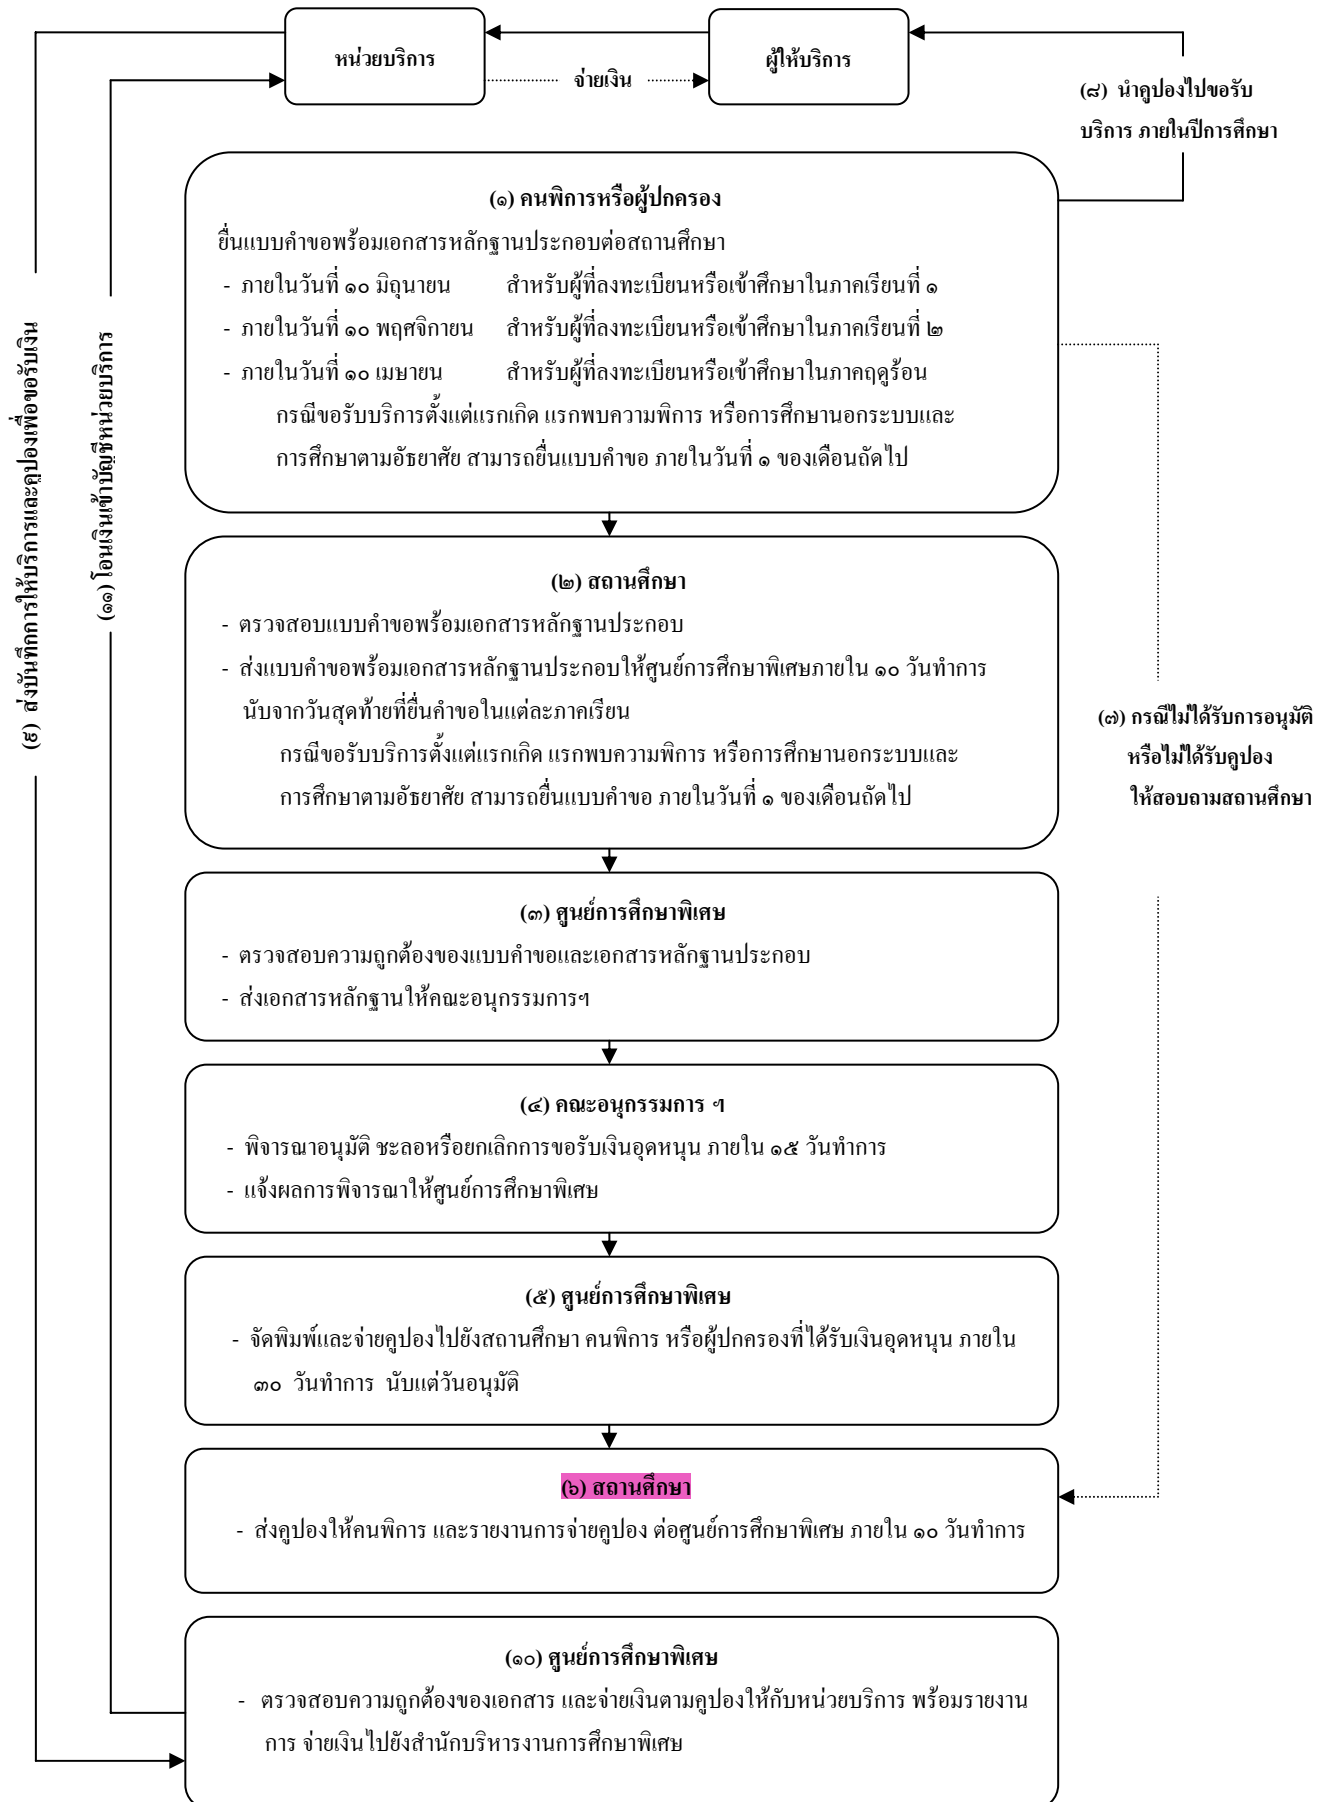 หน่วยบริการ
จ่ายเงิน
ผู้ให้บริการ
(๘) นำคูปองไปขอรับ
บริการ ภายในปีการศึกษา
(๑) คนพิการหรือผู้ปกครอง
ยื่นแบบคำขอพร้อมเอกสารหลักฐานประกอบต่อสถานศึกษา
- ภายในวันที่ ๑๐ มิถุนายน สำหรับผู้ที่ลงทะเบียนหรือเข้าศึกษาในภาคเรียนที่ ๑
- ภายในวันที่ ๑๐ พฤศจิกายน สำหรับผู้ที่ลงทะเบียนหรือเข้าศึกษาในภาคเรียนที่ ๒
- ภายในวันที่ ๑๐ เมษายน สำหรับผู้ที่ลงทะเบียนหรือเข้าศึกษาในภาคฤดูร้อน
กรณีขอรับบริการตั้งแต่แรกเกิด แรกพบความพิการ หรือการศึกษานอกระบบและ
การศึกษาตามอัธยาศัย สามารถยื่นแบบคำขอ ภายในวันที่ ๑ ของเดือนถัดไป
(๙) ส่งบันทึกการให้บริการและคูปองเพื่อขอรับเงิน
(๑๑) โอนเงินเข้าบัญชีหน่วยบริการ
(๒) สถานศึกษา
- ตรวจสอบแบบคำขอพร้อมเอกสารหลักฐานประกอบ
- ส่งแบบคำขอพร้อมเอกสารหลักฐานประกอบให้ศูนย์การศึกษาพิเศษภายใน ๑๐ วันทำการ
นับจากวันสุดท้ายที่ยื่นคำขอในแต่ละภาคเรียน
กรณีขอรับบริการตั้งแต่แรกเกิด แรกพบความพิการ หรือการศึกษานอกระบบและ
การศึกษาตามอัธยาศัย สามารถยื่นแบบคำขอ ภายในวันที่ ๑ ของเดือนถัดไป
(๗) กรณีไม่ได้รับการอนุมัติ
หรือไม่ได้รับคูปอง
ให้สอบถามสถานศึกษา
(๓) ศูนย์การศึกษาพิเศษ
- ตรวจสอบความถูกต้องของแบบคำขอและเอกสารหลักฐานประกอบ
- ส่งเอกสารหลักฐานให้คณะอนุกรรมการฯ
(๔) คณะอนุกรรมการ ฯ
- พิจารณาอนุมัติ ชะลอหรือยกเลิกการขอรับเงินอุดหนุน ภายใน ๑๕ วันทำการ
- แจ้งผลการพิจารณาให้ศูนย์การศึกษาพิเศษ
(๕) ศูนย์การศึกษาพิเศษ
- จัดพิมพ์และจ่ายคูปองไปยังสถานศึกษา คนพิการ หรือผู้ปกครองที่ได้รับเงินอุดหนุน ภายใน
๓๐ วันทำการ นับแต่วันอนุมัติ
(๖) สถานศึกษา
- ส่งคูปองให้คนพิการ และรายงานการจ่ายคูปอง ต่อศูนย์การศึกษาพิเศษ ภายใน ๑๐ วันทำการ
(๑๐) ศูนย์การศึกษาพิเศษ
- ตรวจสอบความถูกต้องของเอกสาร และจ่ายเงินตามคูปองให้กับหน่วยบริการ พร้อมรายงาน
การ จ่ายเงินไปยังสำนักบริหารงานการศึกษาพิเศษ